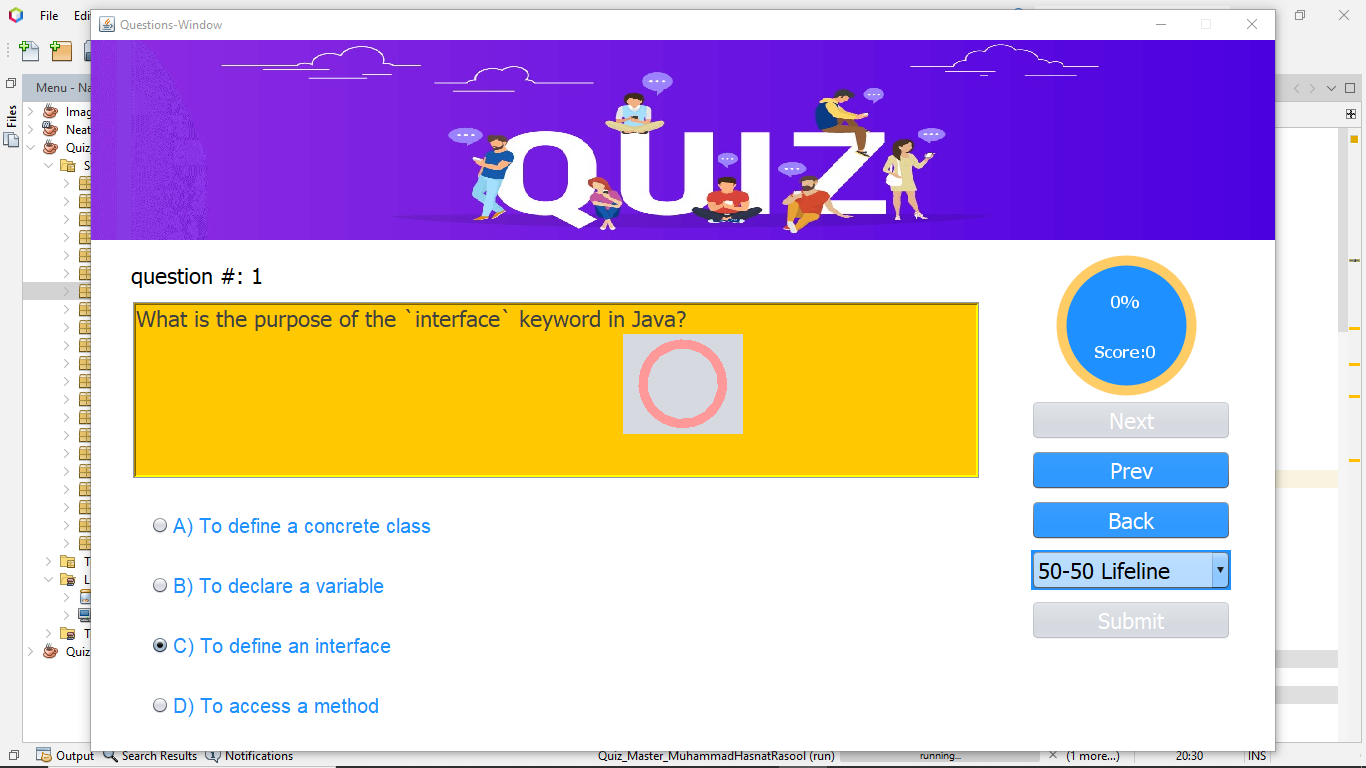 File Edi
Questions-Window
Menu - Na
Files
Imag
Neat
Quiz
S
QUIZ
question #: 1
What is the purpose of the `interface` keyword in Java?
0%
Score:0
Next
Prev
Back
50-50 Lifeline
Submit
A) To define a concrete class
B) To declare a variable
C) To define an interface
D) To access a method
T
L
T
Quiz
Output Search Results Notifications Quiz_Master_MuhammadHasnatRasool (run) running... (1 more...) 20:30 INS